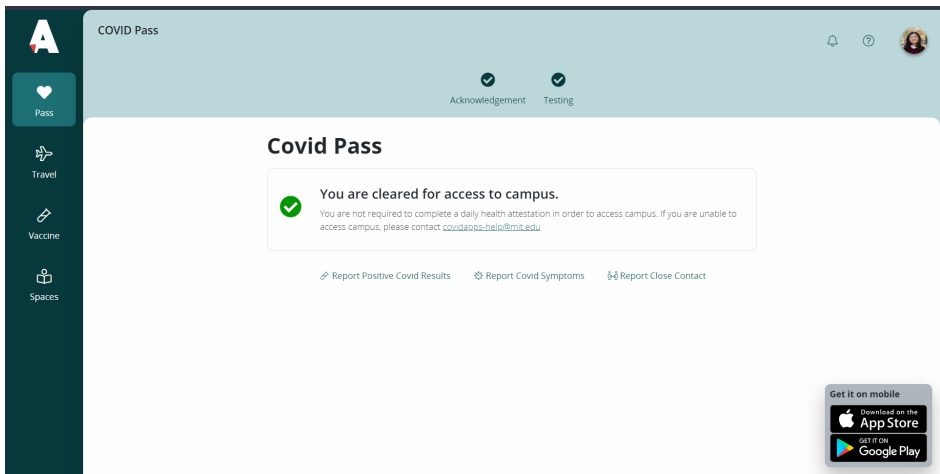 COVID Pass
Acknowledgement
Testing
Pass
Travel
Vaccine
Spaces
Covid Pass
You are cleared for access to campus.
You are not required to complete a daily health attestation in order to access campus. If you are unable to
access campus, please contact covidapps-help@mit.edu
Report Positive Covid Results
Report Covid Symptoms
Report Close Contact
Get it on mobile
Download on the
App Store
GET IT ON
Google Play